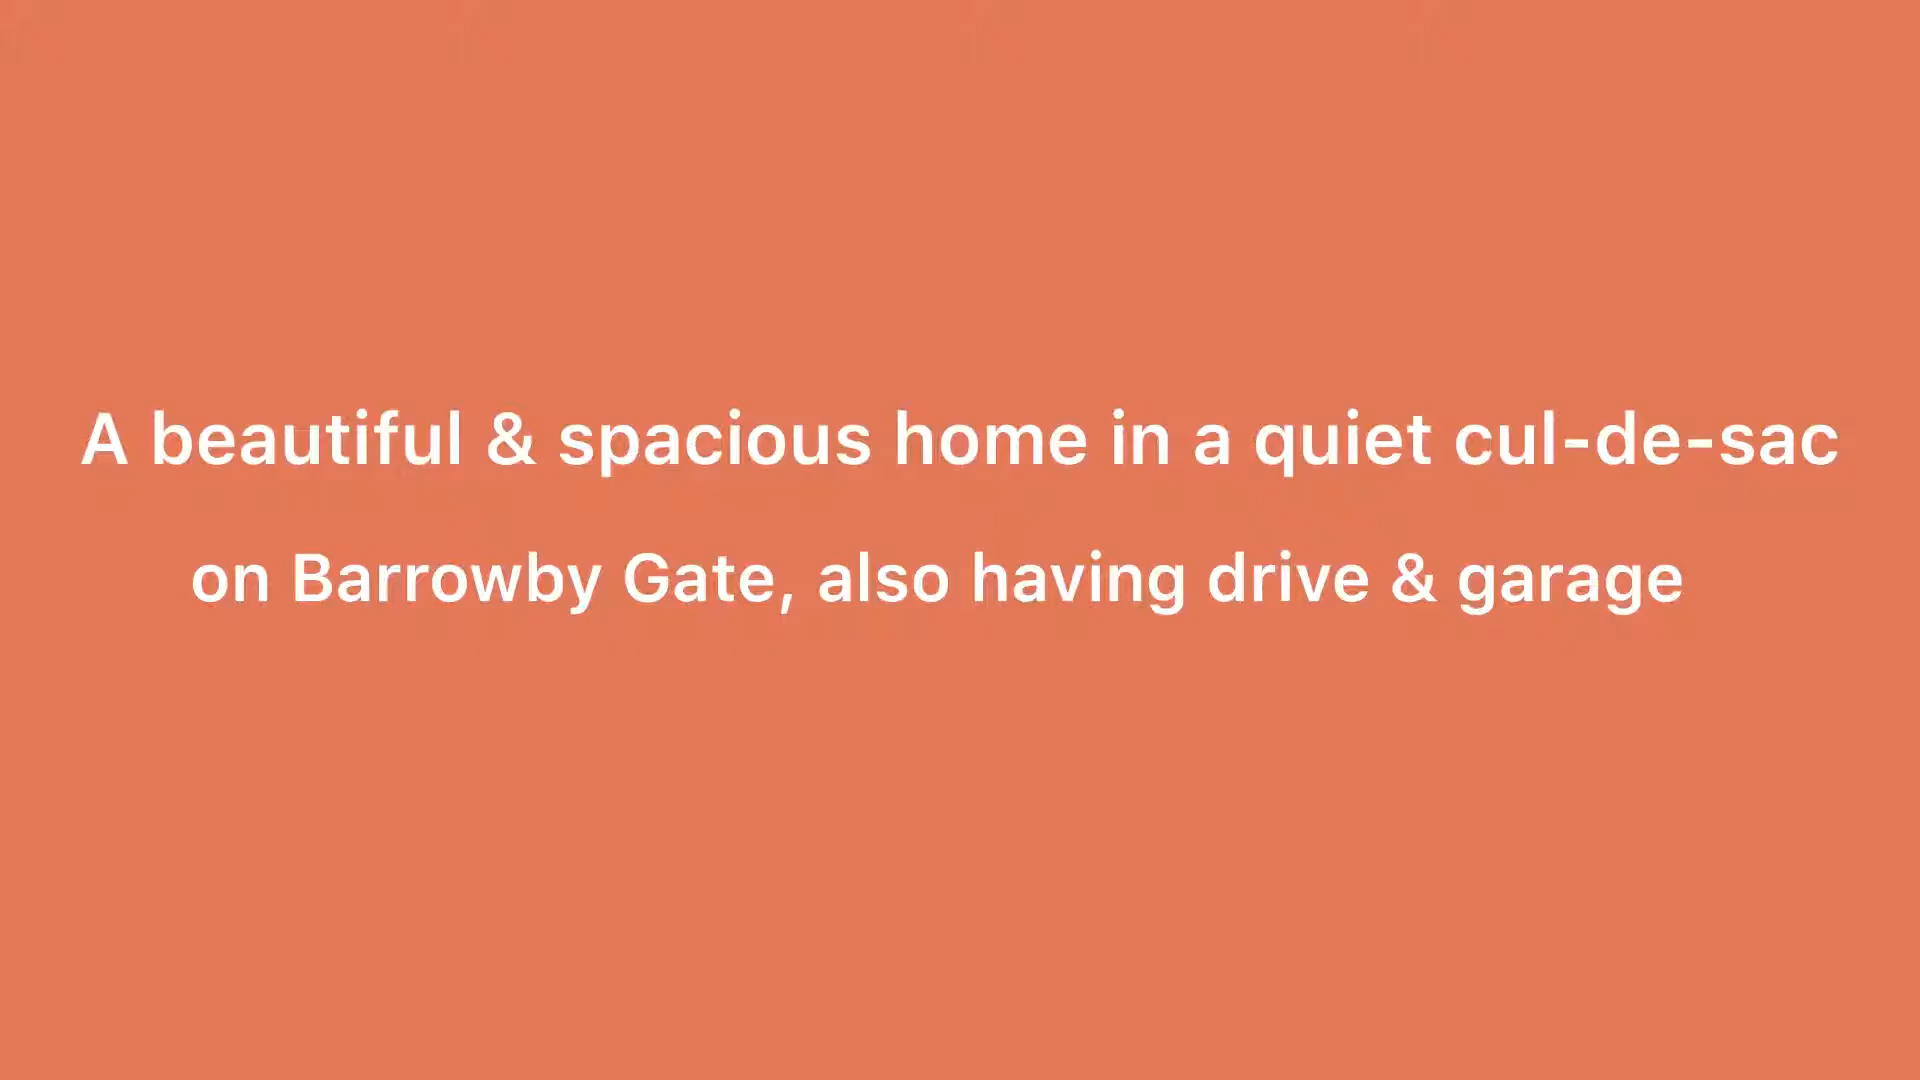 A beautiful & spacious home in a quiet cul-de-sac
on Barrowby Gate, also having drive & garage